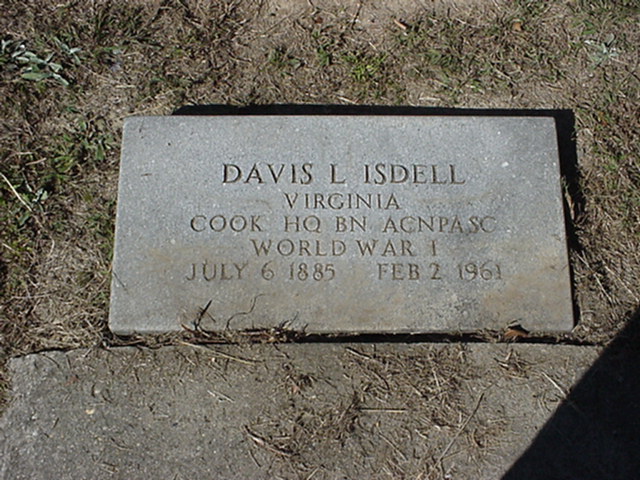 DAVIS L ISDELL
VIRGINIA
COOK HQ BN ACNPASC
WORLD WAR I
JULY 6 1885 FEB 2 1961